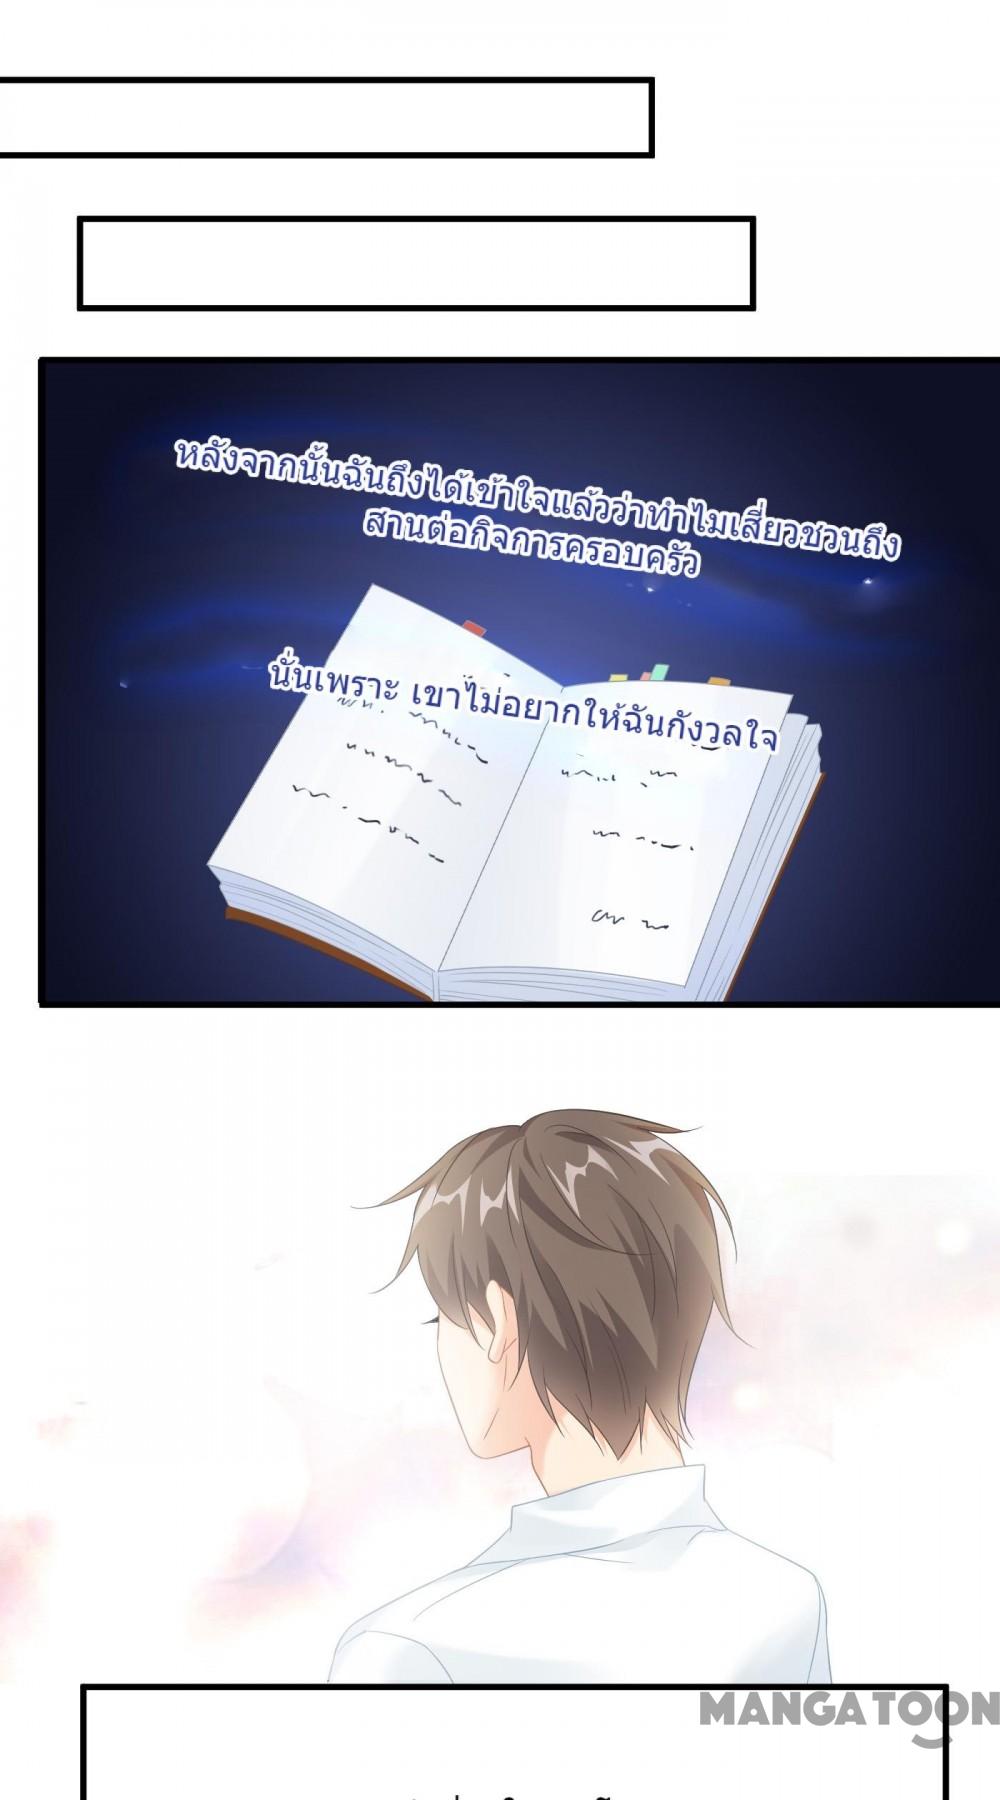 หลังจากนั้นฉันถึงได้เข้าใจแล้วว่าทำไมเสี่ยวชวนถึง
สานต่อกิจการครอบครัว
นั่นเพราะ เขาไม่อยากให้ฉันกังวลใจ
MANGATOON